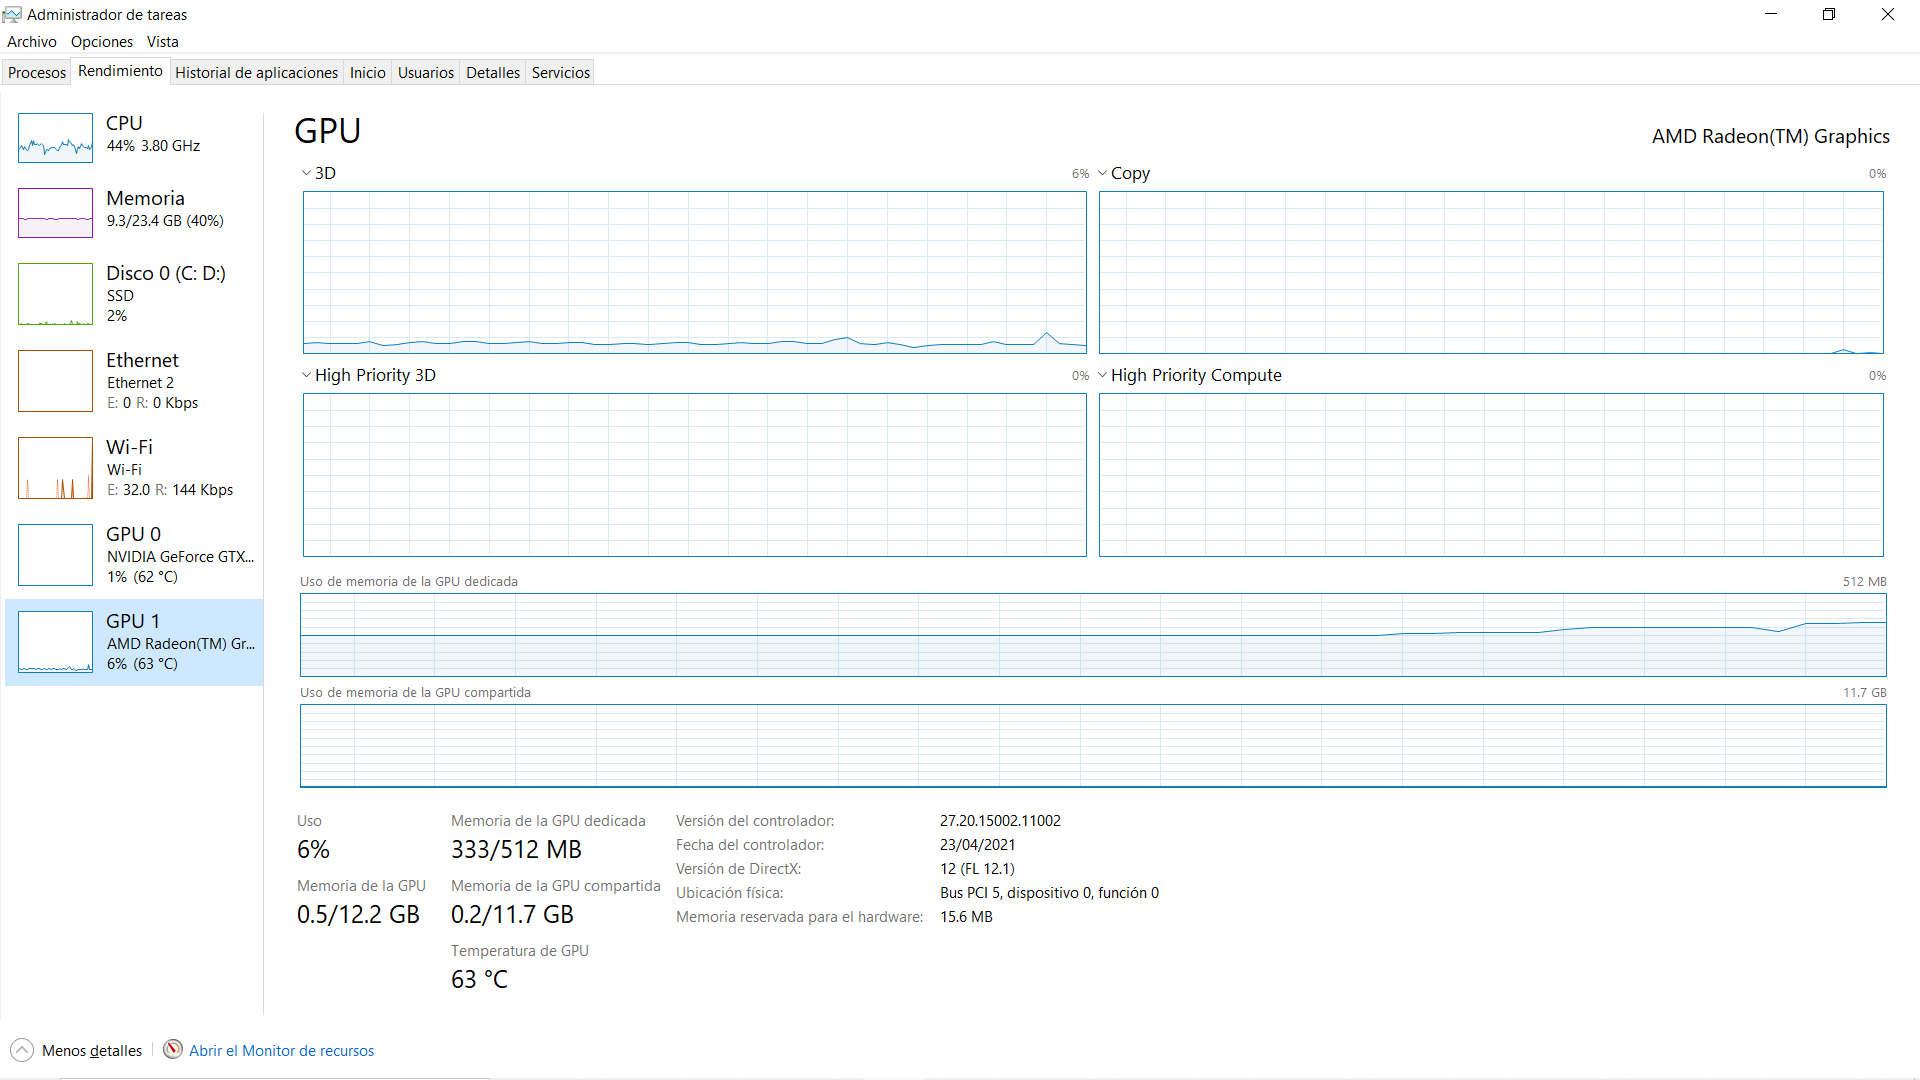 Administrador de tareas
Archivo Opciones Vista
Procesos Rendimiento Historial de aplicaciones Inicio Usuarios Detalles Servicios
CPU
44% 3.80 GHz
Memoria
9.3/23.4 GB (40%)
Disco 0 (C: D:)
SSD
2%
Ethernet
Ethernet 2
E: 0 R: 0 Kbps
Wi-Fi
Wi-Fi
E: 32.0 R: 144 Kbps
GPU 0
NVIDIA GeForce GTX...
1% (62 °C)
GPU 1
AMD Radeon(TM) Gr...
6% (63 °C)
GPU
AMD Radeon(TM) Graphics
3D 6%
Copy 0%
High Priority 3D 0%
High Priority Compute 0%
Uso de memoria de la GPU dedicada 512 MB
Uso de memoria de la GPU compartida 11.7 GB
Uso
6%
Memoria de la GPU
0.5/12.2 GB
Memoria de la GPU dedicada
333/512 MB
Memoria de la GPU compartida
0.2/11.7 GB
Temperatura de GPU
63 °C
Versión del controlador: 27.20.15002.11002
Fecha del controlador: 23/04/2021
Versión de DirectX: 12 (FL 12.1)
Ubicación física: Bus PCI 5, dispositivo 0, función 0
Memoria reservada para el hardware: 15.6 MB
Menos detalles
Abrir el Monitor de recursos